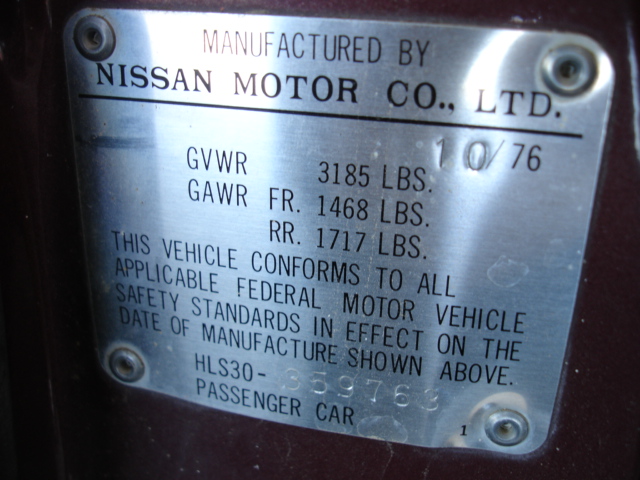 MANUFACTURED BY
NISSAN MOTOR CO., LTD.
10/76
GVWR 3185 LBS.
GAWR FR. 1468 LBS.
RR. 1717 LBS.
THIS VEHICLE CONFORMS TO ALL
APPLICABLE FEDERAL MOTOR VEHICLE
SAFETY STANDARDS IN EFFECT ON THE
DATE OF MANUFACTURE SHOWN ABOVE.
HLS30-359763
PASSENGER CAR 1